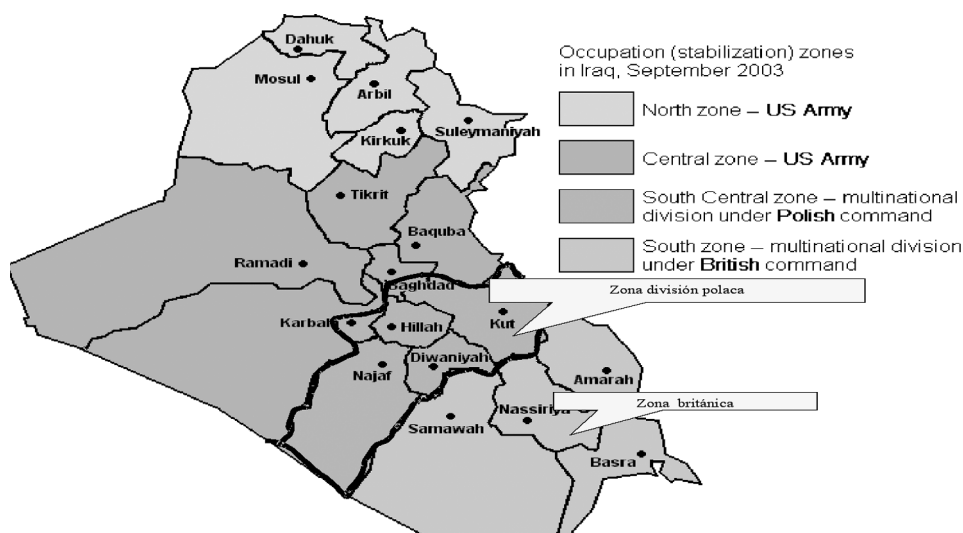 Occupation (stabilization) zones
in Iraq, September 2003
North zone – US Army
Central zone – US Army
South Central zone – multinational
division under Polish command
South zone – multinational division
under British command
Dahuk
Mosul
Arbil
Kirkuk
Suleymaniyah
Tikrit
Baquba
Ramadi
Baghdad
Zona división polaca
Karbal
Hillah
Kut
Najaf
Diwaniyah
Amarah
Zona británica
Nassiriya
Samawah
Basra